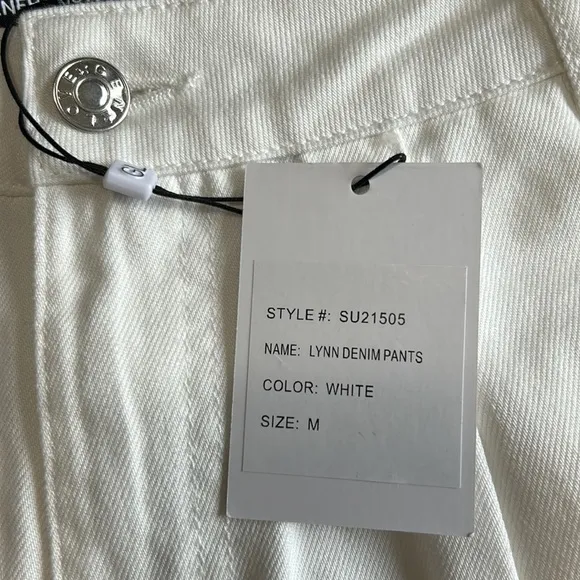 STYLE #: SU21505
NAME: LYNN DENIM PANTS
COLOR: WHITE
SIZE: M